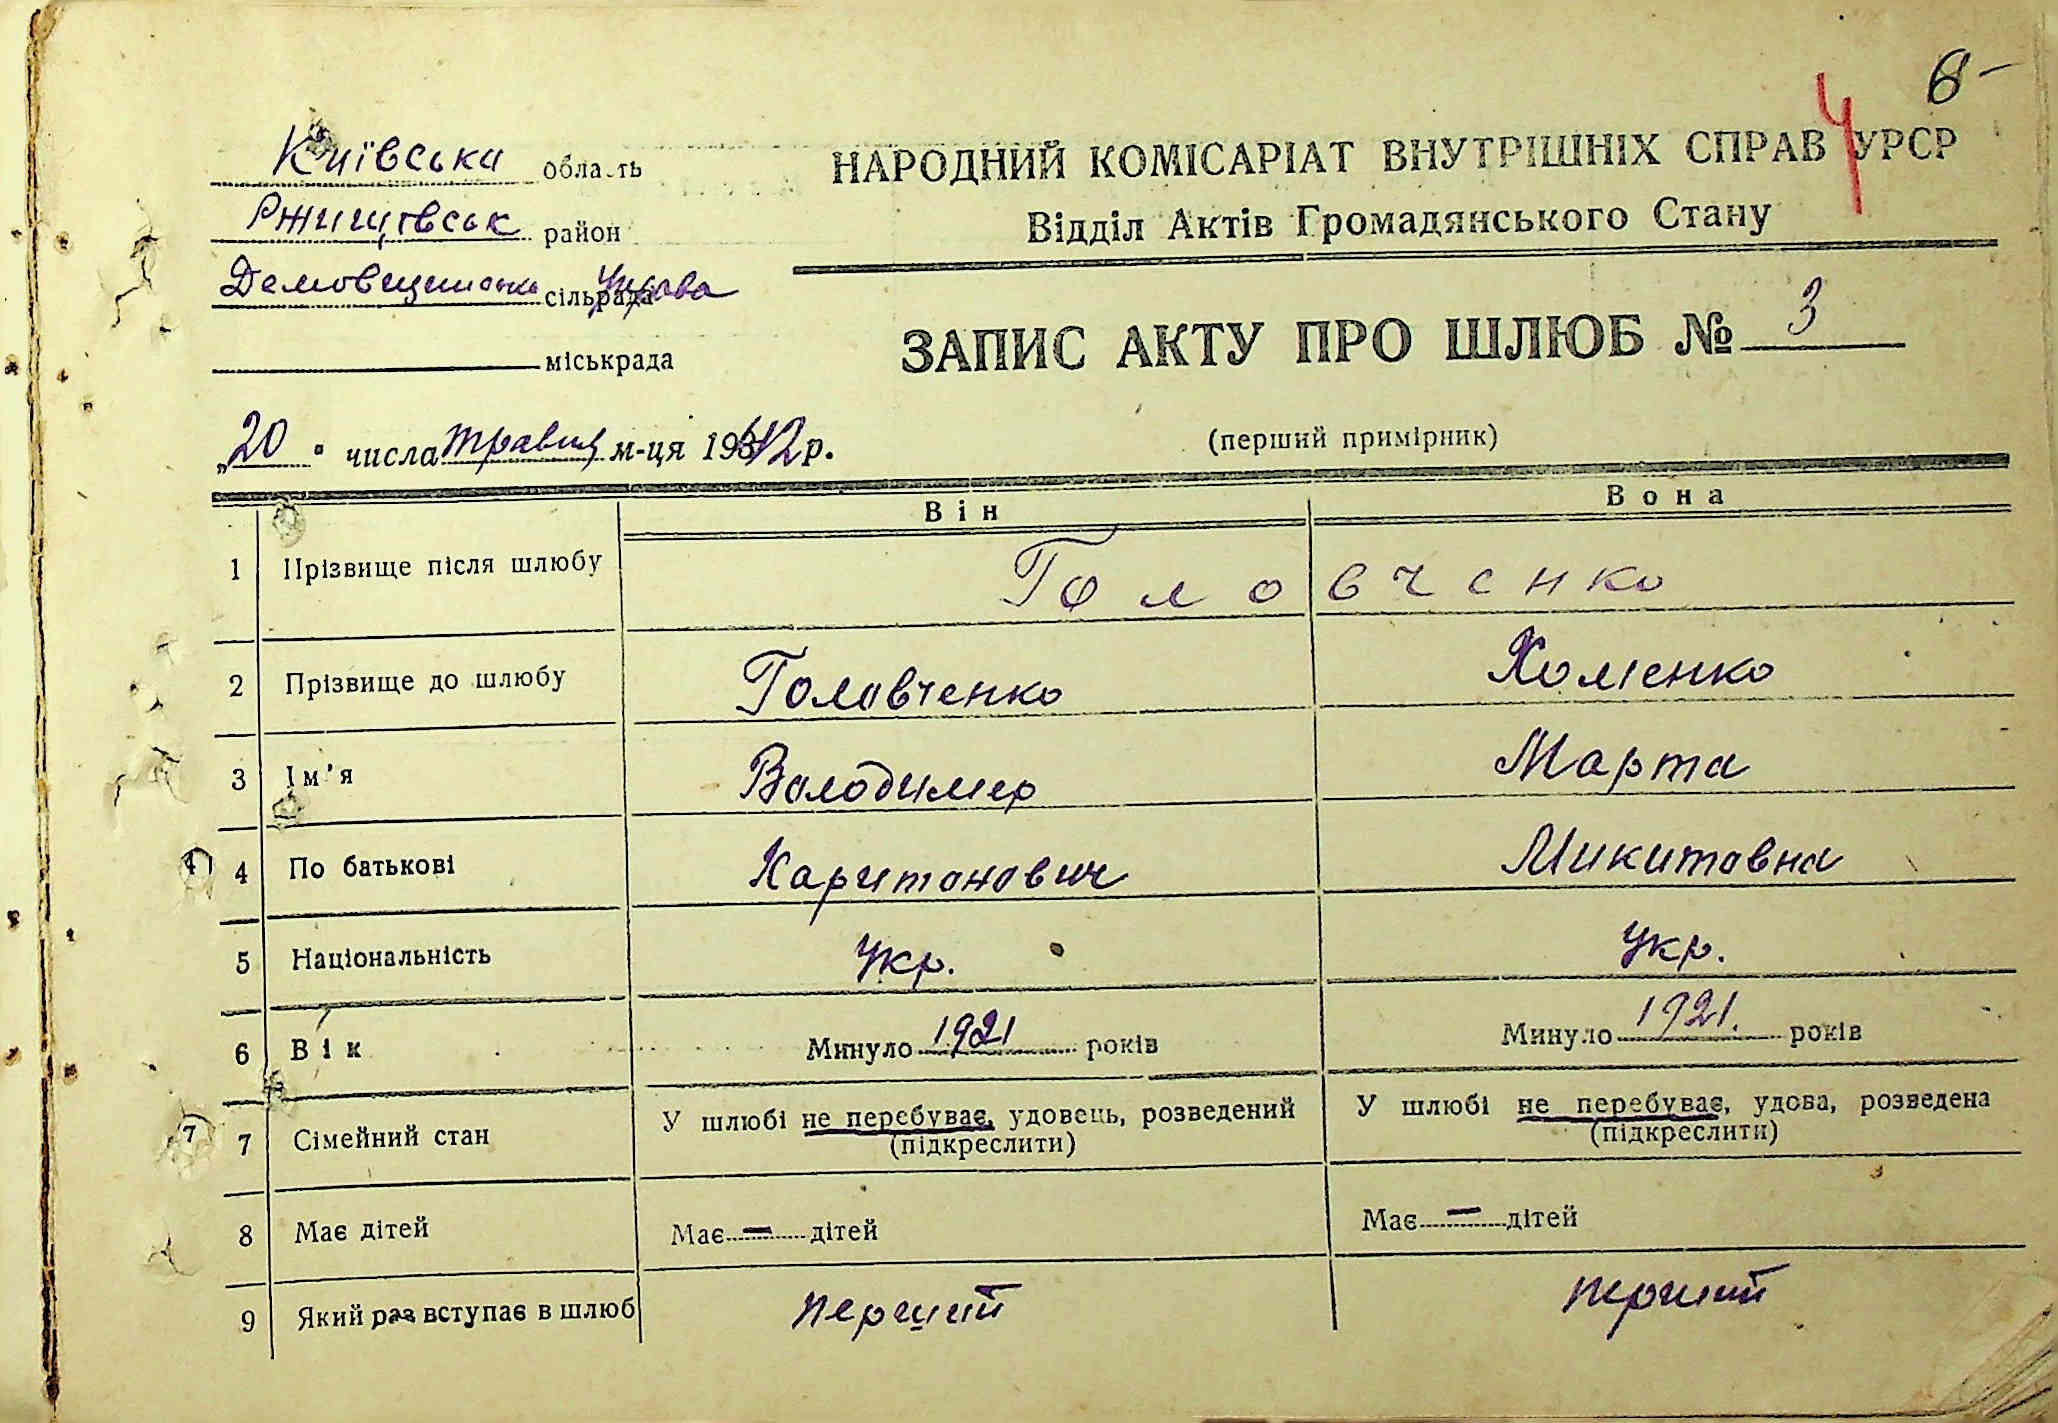 6-
4
Київська область
НАРОДНИЙ КОМІСАРІАТ ВНУТРІШНІХ СПРАВ УРСР
Ржищівськ район
Відділ Актів Громадянського Стану
сільрада Управа
ЗАПИС АКТУ ПРО ШЛЮБ № 3
міськрада
(перший примірник)
„20" числа травня м-ця 1942 р.
Він Вона
1 Прізвище після шлюбу Головченко
2 Прізвище до шлюбу Головченко Хоменко
3 Ім'я Володимер Марта
4 По батькові Харитонович Микитовна
5 Національність Укр. Укр.
6 Вік Минуло 1921 років Минуло 1921. років
7 Сімейний стан У шлюбі не перебуває, удовець, розведений У шлюбі не перебуває, удова, розведена
(підкреслити) (підкреслити)
8 Має дітей Має — дітей Має — дітей
9 Який раз вступає в шлюб перший перший